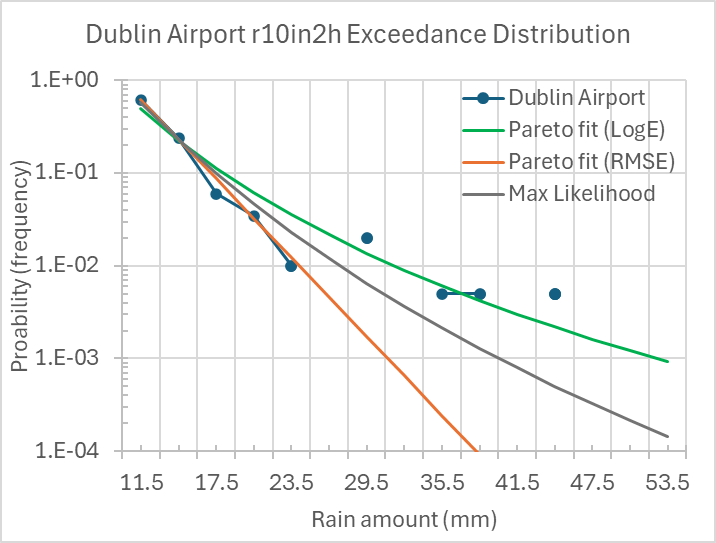 Dublin Airport r10in2h Exceedance Distribution
1.E+00
1.E-01
1.E-02
1.E-03
1.E-04
Proability (frequency)
Dublin Airport
Pareto fit (LogE)
Pareto fit (RMSE)
Max Likelihood
11.5 17.5 23.5 29.5 35.5 41.5 47.5 53.5
Rain amount (mm)